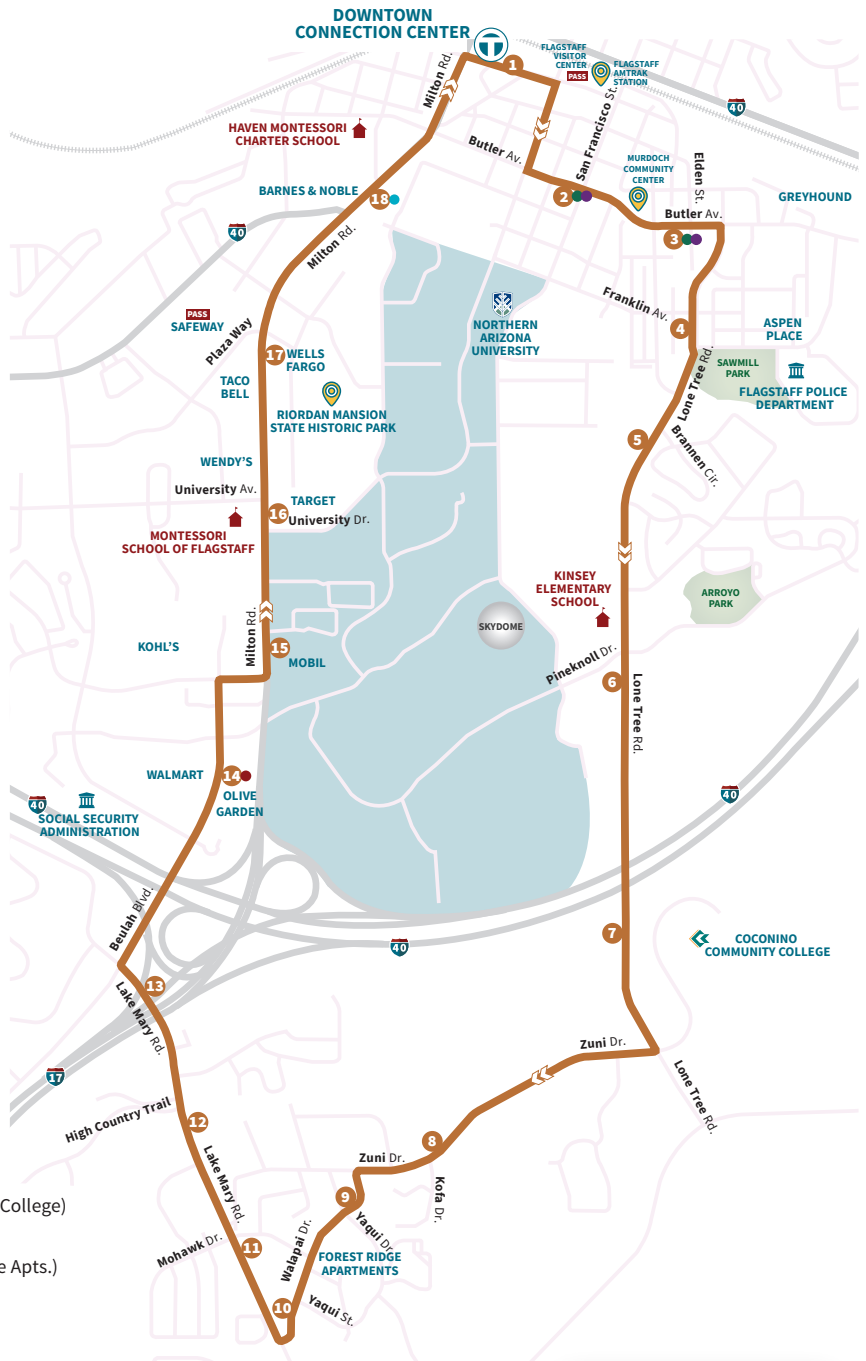 DOWNTOWN
CONNECTION CENTER
T
1
FLAGSTAFF
VISITOR
CENTER
PASS
FLAGSTAFF
AMTRAK
STATION
40
Milton Rd.
HAVEN MONTESSORI
CHARTER SCHOOL
Butler Av.
San Francisco St.
MURDOCH
COMMUNITY
CENTER
Elden St.
GREYHOUND
BARNES & NOBLE
18
2
Butler Av.
3
40
Milton Rd.
Franklin Av.
4
PASS
SAFEWAY
Plaza Way
NORTHERN
ARIZONA
UNIVERSITY
ASPEN
PLACE
17
WELLS
FARGO
Lone Tree Rd.
SAWMILL
PARK
TACO
BELL
FLAGSTAFF POLICE
DEPARTMENT
RIORDAN MANSION
STATE HISTORIC PARK
5
Brannen Cir.
WENDY'S
University Av.
TARGET
16
University Dr.
MONTESSORI
SCHOOL OF FLAGSTAFF
KINSEY
ELEMENTARY
SCHOOL
ARROYO
PARK
SKYDOME
Milton Rd.
KOHL'S
15
MOBIL
Pineknoll Dr.
6
Lone Tree Rd.
WALMART
14
OLIVE
GARDEN
40
40
SOCIAL SECURITY
ADMINISTRATION
Beulah Blvd.
7
40
COCONINO
COMMUNITY COLLEGE
13
Lake Mary Rd.
Zuni Dr.
17
Lone Tree Rd.
High Country Trail
12
8
Zuni Dr.
Lake Mary Rd.
Kofa Dr.
9
College)
Yaqui Dr.
Mohawk Dr.
11
Walapai Dr.
FOREST RIDGE
APARTMENTS
e Apts.)
10
Yaqui St.